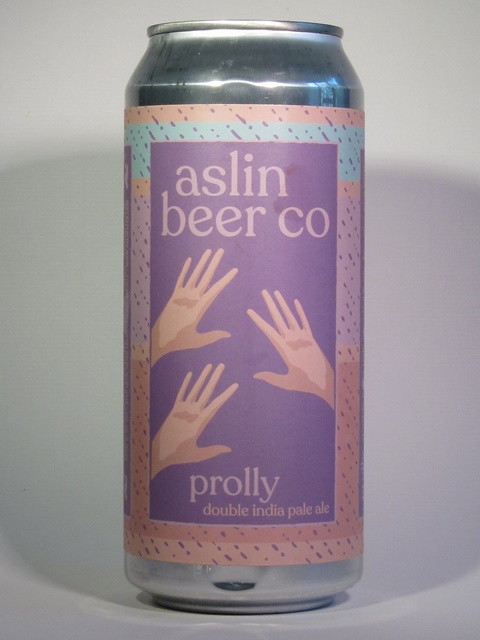 aslin
beer co
prolly
double india pale ale